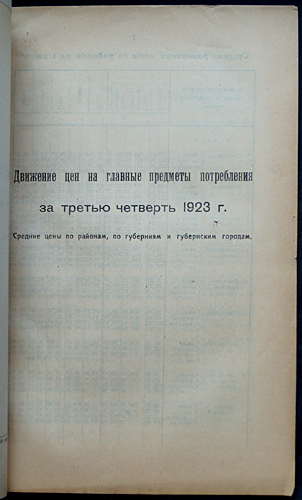 Движение цен на главные предметы потребления
за третью четверть 1923 г.
Средние цены по районам, по губерниям и губернским городам.